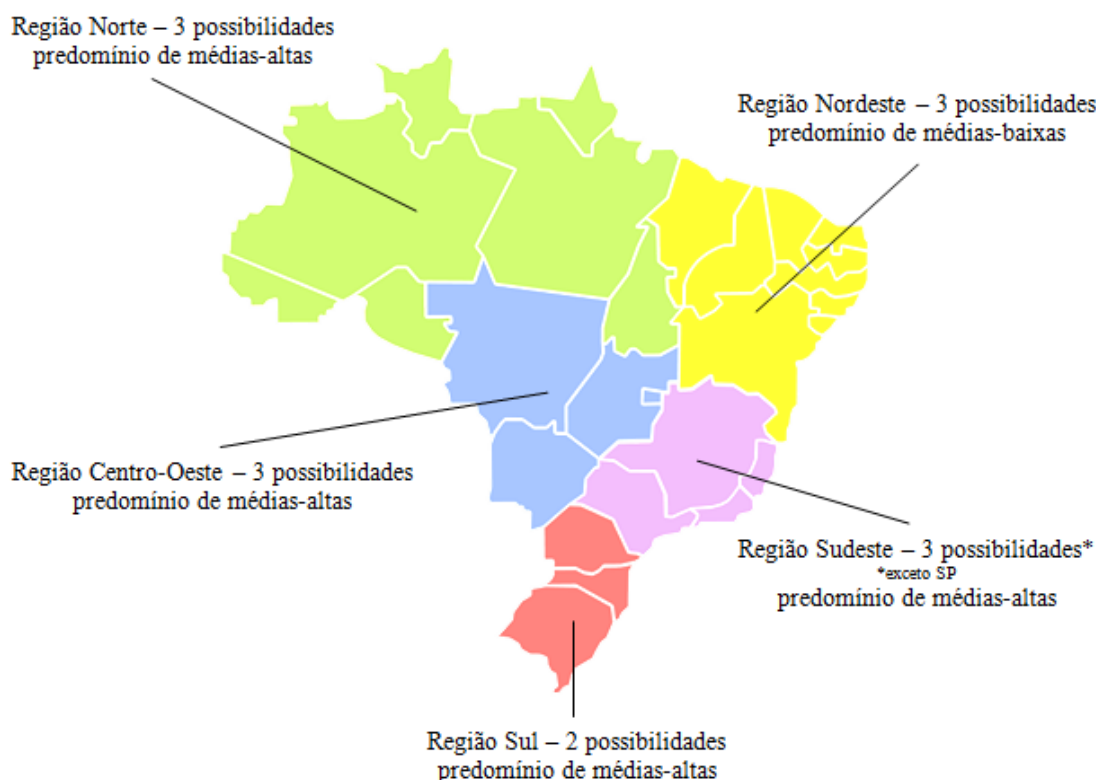 Região Norte – 3 possibilidades
predomínio de médias-altas
Região Nordeste – 3 possibilidades
predomínio de médias-baixas
Região Centro-Oeste – 3 possibilidades
predomínio de médias-altas
Região Sudeste – 3 possibilidades*
*exceto SP
predomínio de médias-altas
Região Sul – 2 possibilidades
predomínio de médias-altas